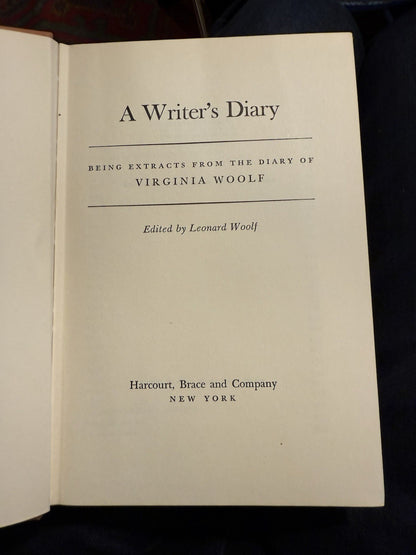 A Writer's Diary
BEING EXTRACTS FROM THE DIARY OF
VIRGINIA WOOLF
Edited by Leonard Woolf
Harcourt, Brace and Company
NEW YORK